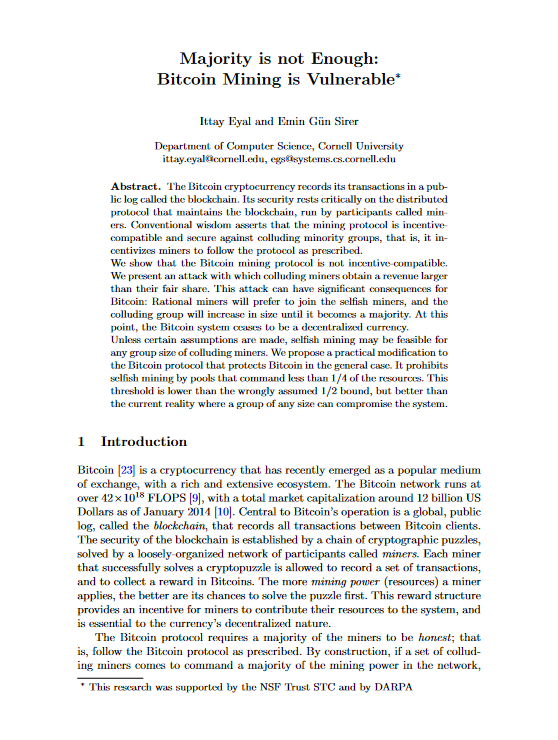 Majority is not Enough:
Bitcoin Mining is Vulnerable*
Ittay Eyal and Emin Gün Sirer
Department of Computer Science, Cornell University
ittay.eyal@cornell.edu, egs@systems.cs.cornell.edu
Abstract. The Bitcoin cryptocurrency records its transactions in a pub-
lic log called the blockchain. Its security rests critically on the distributed
protocol that maintains the blockchain, run by participants called min-
ers. Conventional wisdom asserts that the mining protocol is incentive-
compatible and secure against colluding minority groups, that is, it in-
centivizes miners to follow the protocol as prescribed.
We show that the Bitcoin mining protocol is not incentive-compatible.
We present an attack with which colluding miners obtain a revenue larger
than their fair share. This attack can have significant consequences for
Bitcoin: Rational miners will prefer to join the selfish miners, and the
colluding group will increase in size until it becomes a majority. At this
point, the Bitcoin system ceases to be a decentralized currency.
Unless certain assumptions are made, selfish mining may be feasible for
any group size of colluding miners. We propose a practical modification to
the Bitcoin protocol that protects Bitcoin in the general case. It prohibits
selfish mining by pools that command less than 1/4 of the resources. This
threshold is lower than the wrongly assumed 1/2 bound, but better than
the current reality where a group of any size can compromise the system.
1 Introduction
Bitcoin [23] is a cryptocurrency that has recently emerged as a popular medium
of exchange, with a rich and extensive ecosystem. The Bitcoin network runs at
over 42×10¹⁸ FLOPS [9], with a total market capitalization around 12 billion US
Dollars as of January 2014 [10]. Central to Bitcoin's operation is a global, public
log, called the blockchain, that records all transactions between Bitcoin clients.
The security of the blockchain is established by a chain of cryptographic puzzles,
solved by a loosely-organized network of participants called miners. Each miner
that successfully solves a cryptopuzzle is allowed to record a set of transactions,
and to collect a reward in Bitcoins. The more mining power (resources) a miner
applies, the better are its chances to solve the puzzle first. This reward structure
provides an incentive for miners to contribute their resources to the system, and
is essential to the currency's decentralized nature.
The Bitcoin protocol requires a majority of the miners to be honest; that
is, follow the Bitcoin protocol as prescribed. By construction, if a set of collud-
ing miners comes to command a majority of the mining power in the network,
* This research was supported by the NSF Trust STC and by DARPA